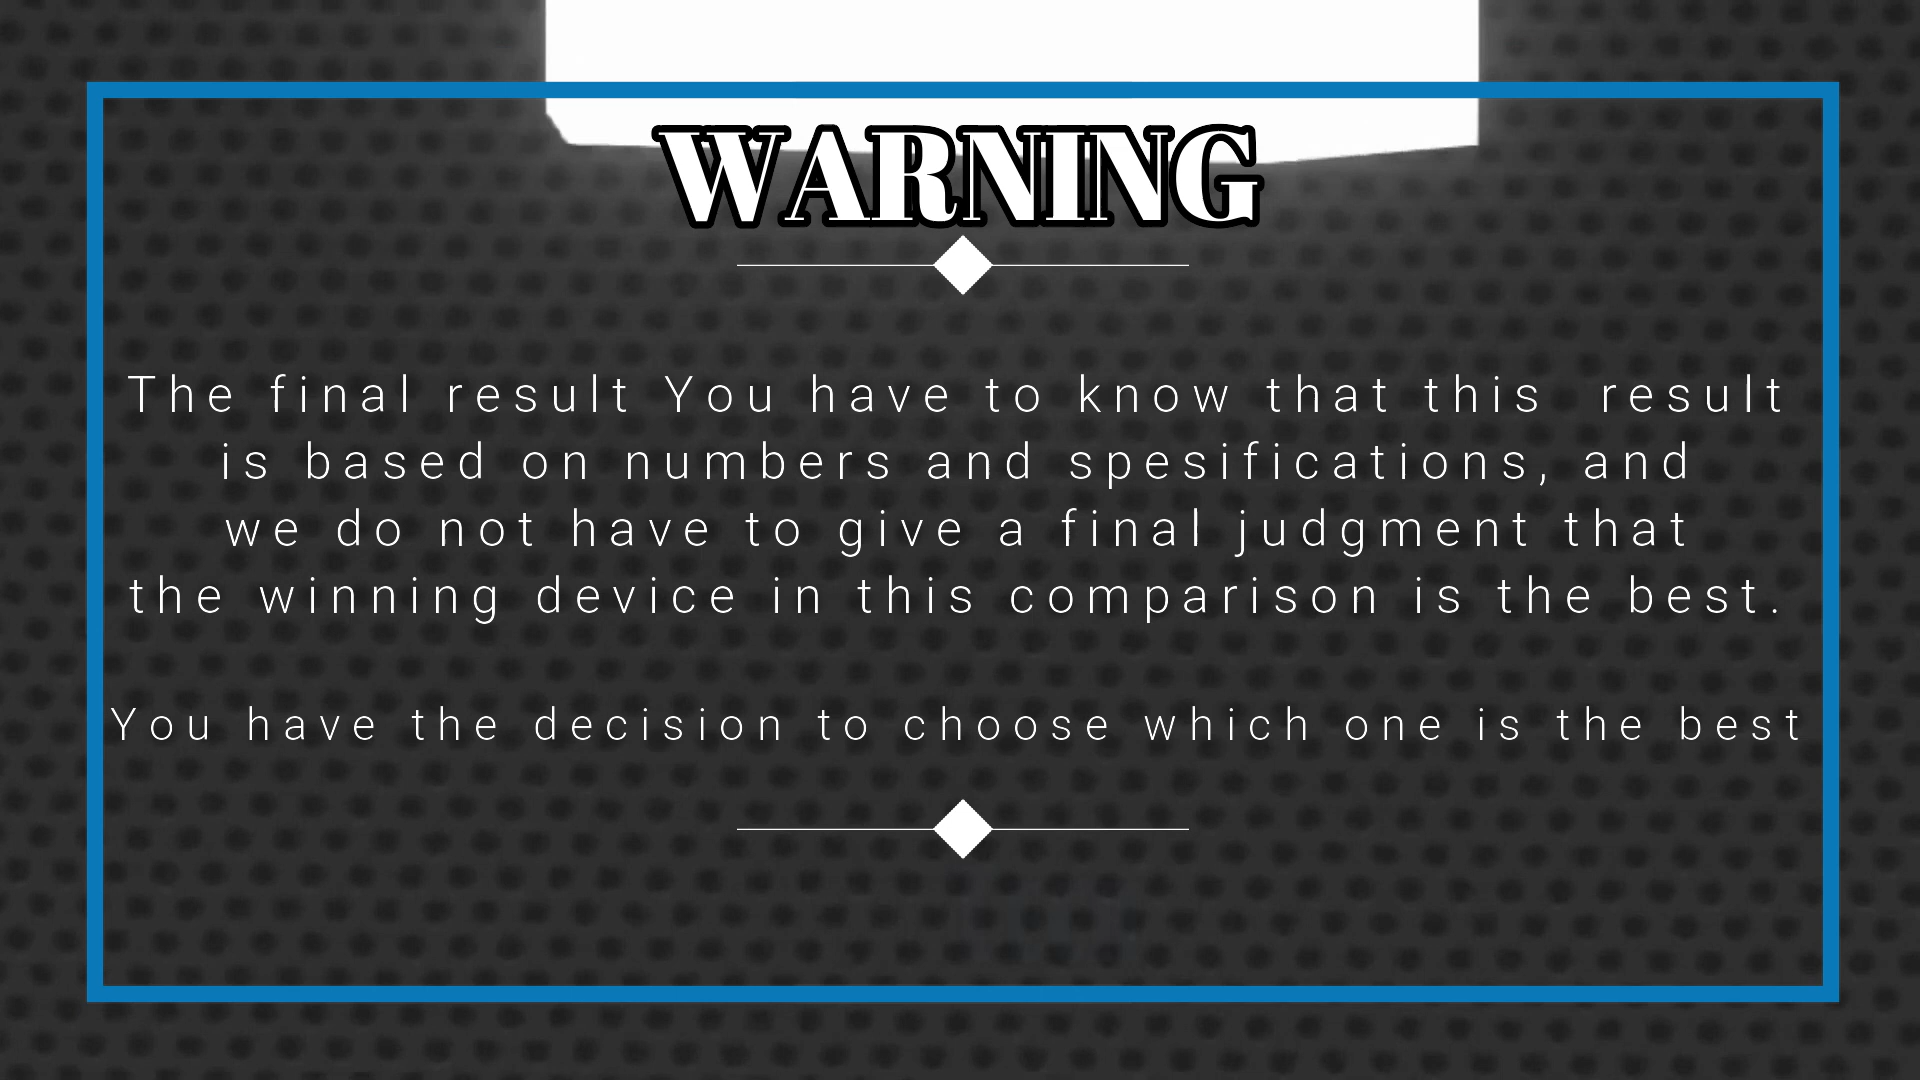 WARNING
The final result You have to know that this result
is based on numbers and spesifications, and
we do not have to give a final judgment that
the winning device in this comparison is the best.
You have the decision to choose which one is the best